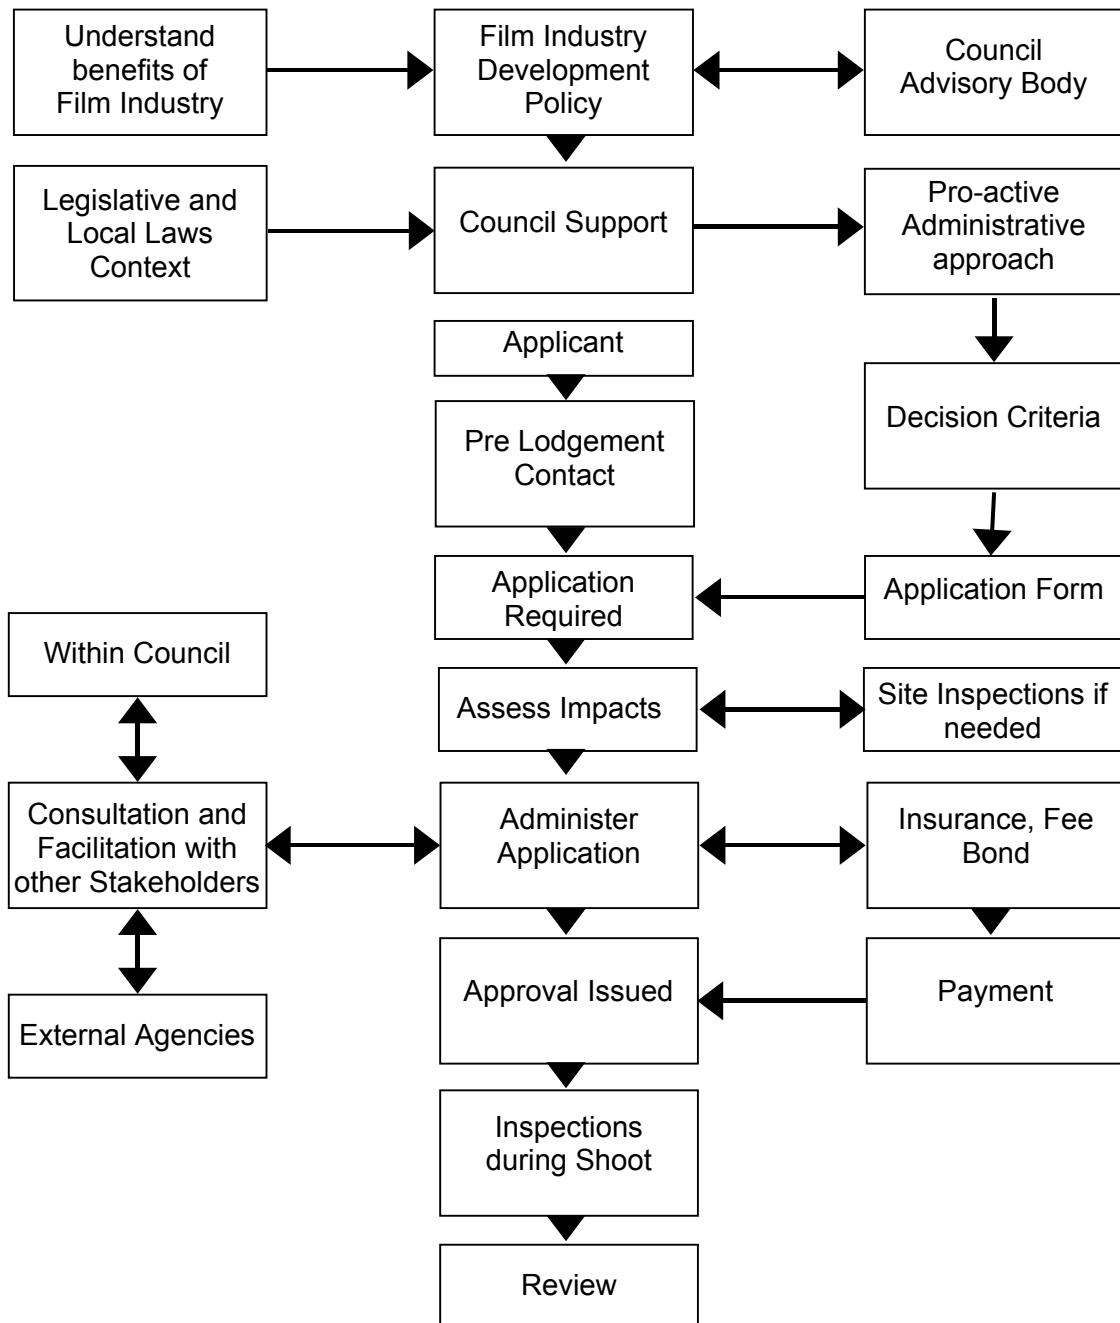 Understand
benefits of
Film Industry
Film Industry
Development
Policy
Council
Advisory Body
Legislative and
Local Laws
Context
Council Support
Pro-active
Administrative
approach
Applicant
Decision Criteria
Pre Lodgement
Contact
Application
Required
Application Form
Within Council
Assess Impacts
Site Inspections if
needed
Consultation and
Facilitation with
other Stakeholders
Administer
Application
Insurance, Fee
Bond
External Agencies
Approval Issued
Payment
Inspections
during Shoot
Review